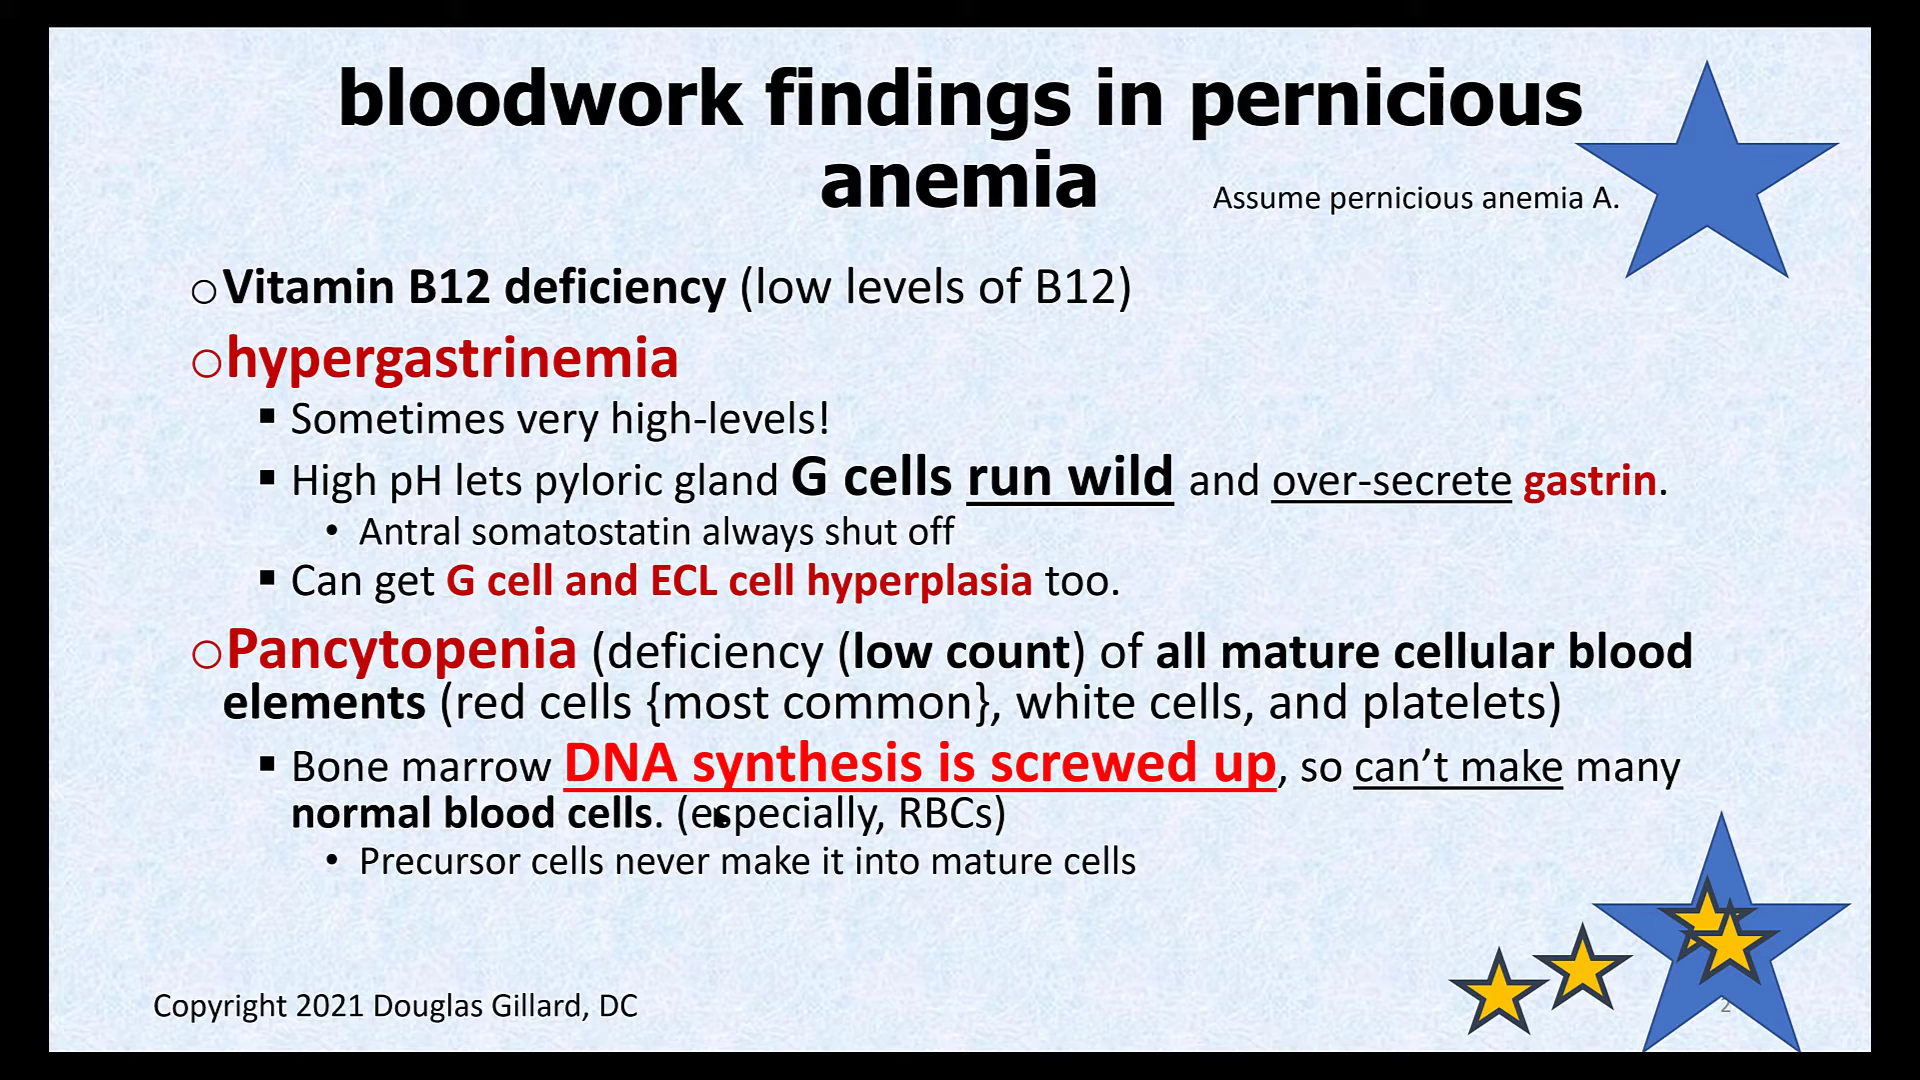 bloodwork findings in pernicious
anemia
Assume pernicious anemia A.
○Vitamin B12 deficiency (low levels of B12)
○hypergastrinemia
▪ Sometimes very high-levels!
▪ High pH lets pyloric gland G cells run wild and over-secrete gastrin.
• Antral somatostatin always shut off
▪ Can get G cell and ECL cell hyperplasia too.
○Pancytopenia (deficiency (low count) of all mature cellular blood
elements (red cells {most common}, white cells, and platelets)
▪ Bone marrow DNA synthesis is screwed up, so can’t make many
normal blood cells. (especially, RBCs)
• Precursor cells never make it into mature cells
Copyright 2021 Douglas Gillard, DC
2